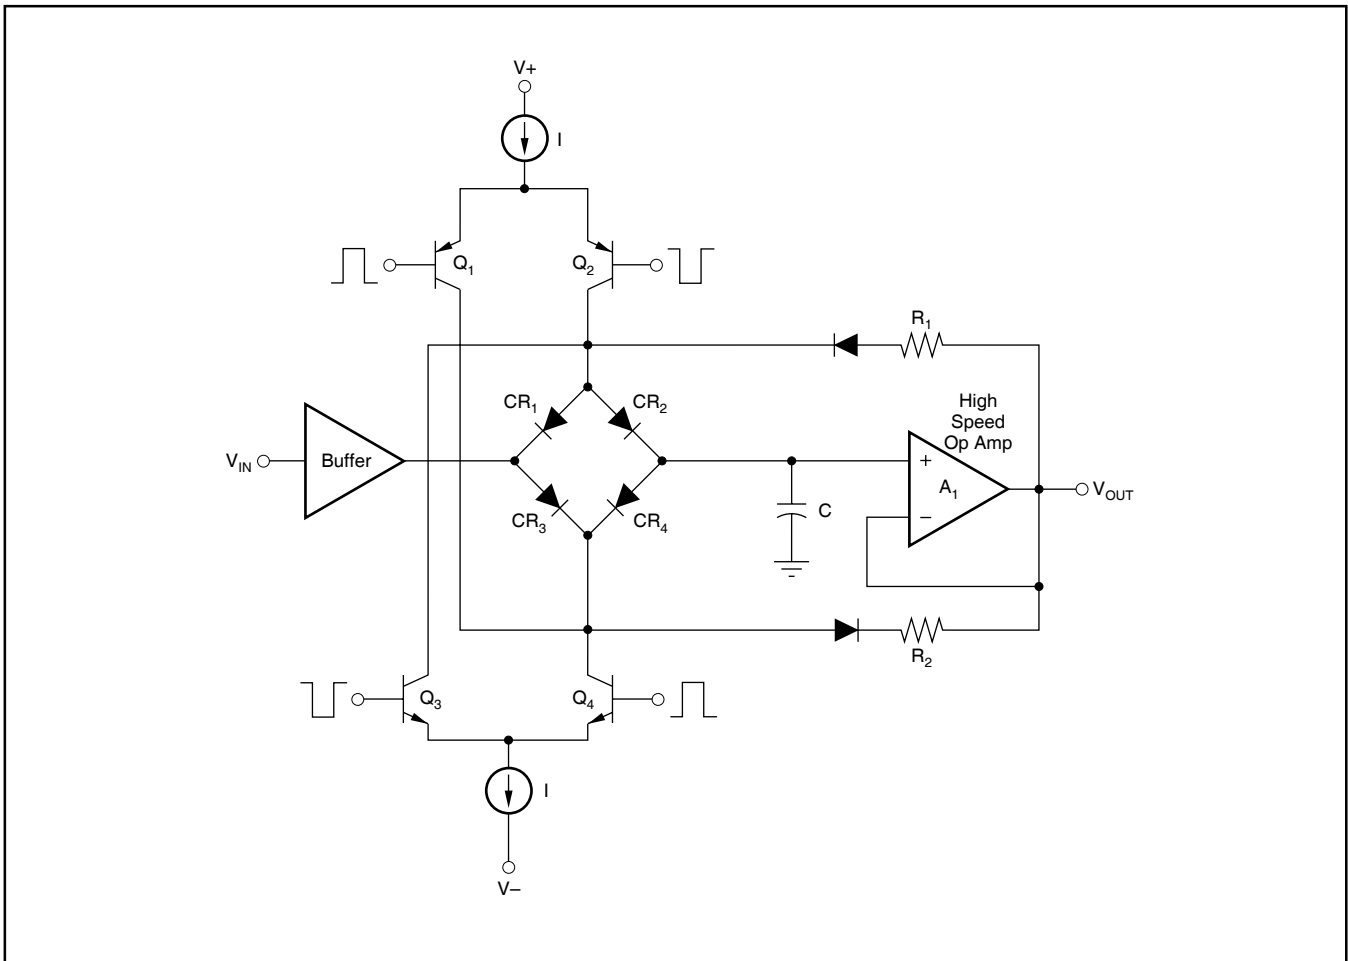 V+
I
Q1
Q2
R1
CR1
CR2
High
Speed
Op Amp
VIN
Buffer
+
A1
VOUT
–
C
CR3
CR4
R2
Q3
Q4
I
V–